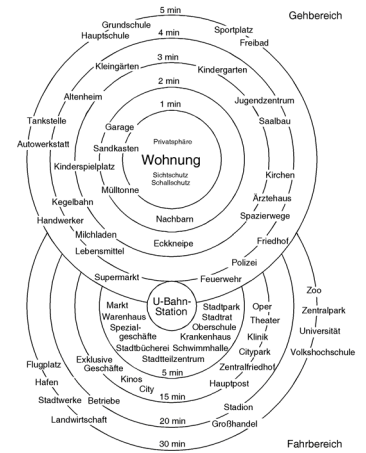 5 min
Gehbereich
Grundschule
Hauptschule
Sportplatz
Freibad
4 min
3 min
Kleingärten
Kindergarten
2 min
Altenheim
Jugendzentrum
1 min
Saalbau
Tankstelle
Garage
Privatsphäre
Autowerkstatt
Sandkasten
Wohnung
Kinderspielplatz
Sichtschutz
Schallschutz
Kirchen
Mülltonne
Ärztehaus
Kegelbahn
Nachbarn
Spazierwege
Handwerker
Milchladen
Eckkneipe
Friedhof
Lebensmittel
Polizei
Supermarkt
Feuerwehr
Zoo
U-Bahn-
Station
Markt
Warenhaus
Spezial-
geschäfte
Stadtbücherei
Stadtpark
Stadtrat
Oberschule
Krankenhaus
Schwimmhalle
Stadtteilzentrum
Oper
Theater
Klinik
Citypark
Zentralpark
Universität
Volkshochschule
5 min
Exklusive
Geschäfte
Zentralfriedhof
Flugplatz
Kinos
City
Hauptpost
Hafen
15 min
Stadtwerke
Betriebe
Stadion
Landwirtschaft
20 min
Großhandel
30 min
Fahrbereich